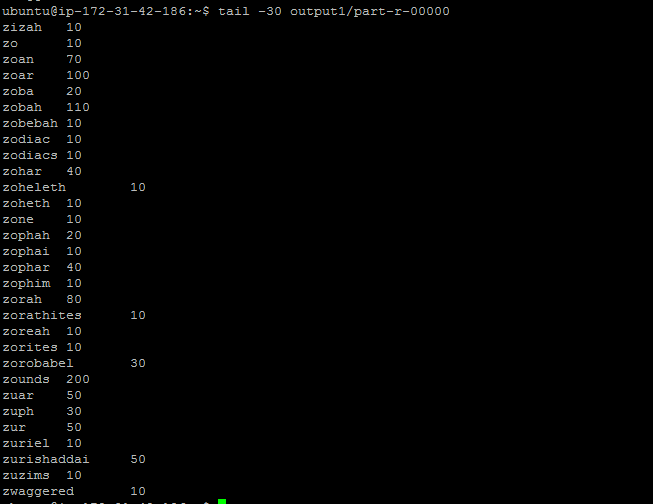 ubuntu@ip-172-31-42-186:~$ tail -30 output1/part-r-00000
zizah 10
zo 10
zoan 70
zoar 100
zoba 20
zobah 110
zobebah 10
zodiac 10
zodiacs 10
zohar 40
zoheleth 10
zoheth 10
zone 10
zophah 20
zophai 10
zophar 40
zophim 10
zorah 80
zorathites 10
zoreah 10
zorites 10
zorobabel 30
zounds 200
zuar 50
zuph 30
zur 50
zuriel 10
zurishaddai 50
zuzims 10
zwaggered 10